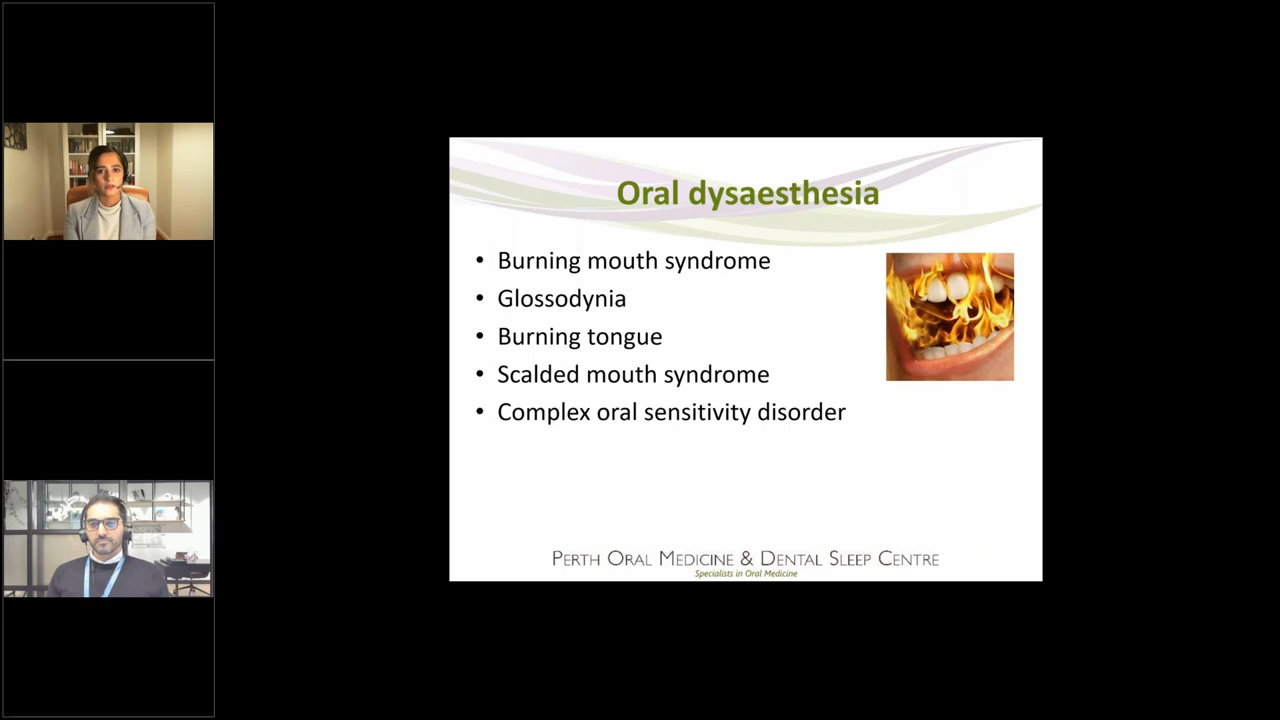 Oral dysaesthesia
• Burning mouth syndrome
• Glossodynia
• Burning tongue
• Scalded mouth syndrome
• Complex oral sensitivity disorder
PERTH ORAL MEDICINE & DENTAL SLEEP CENTRE
Specialists in Oral Medicine